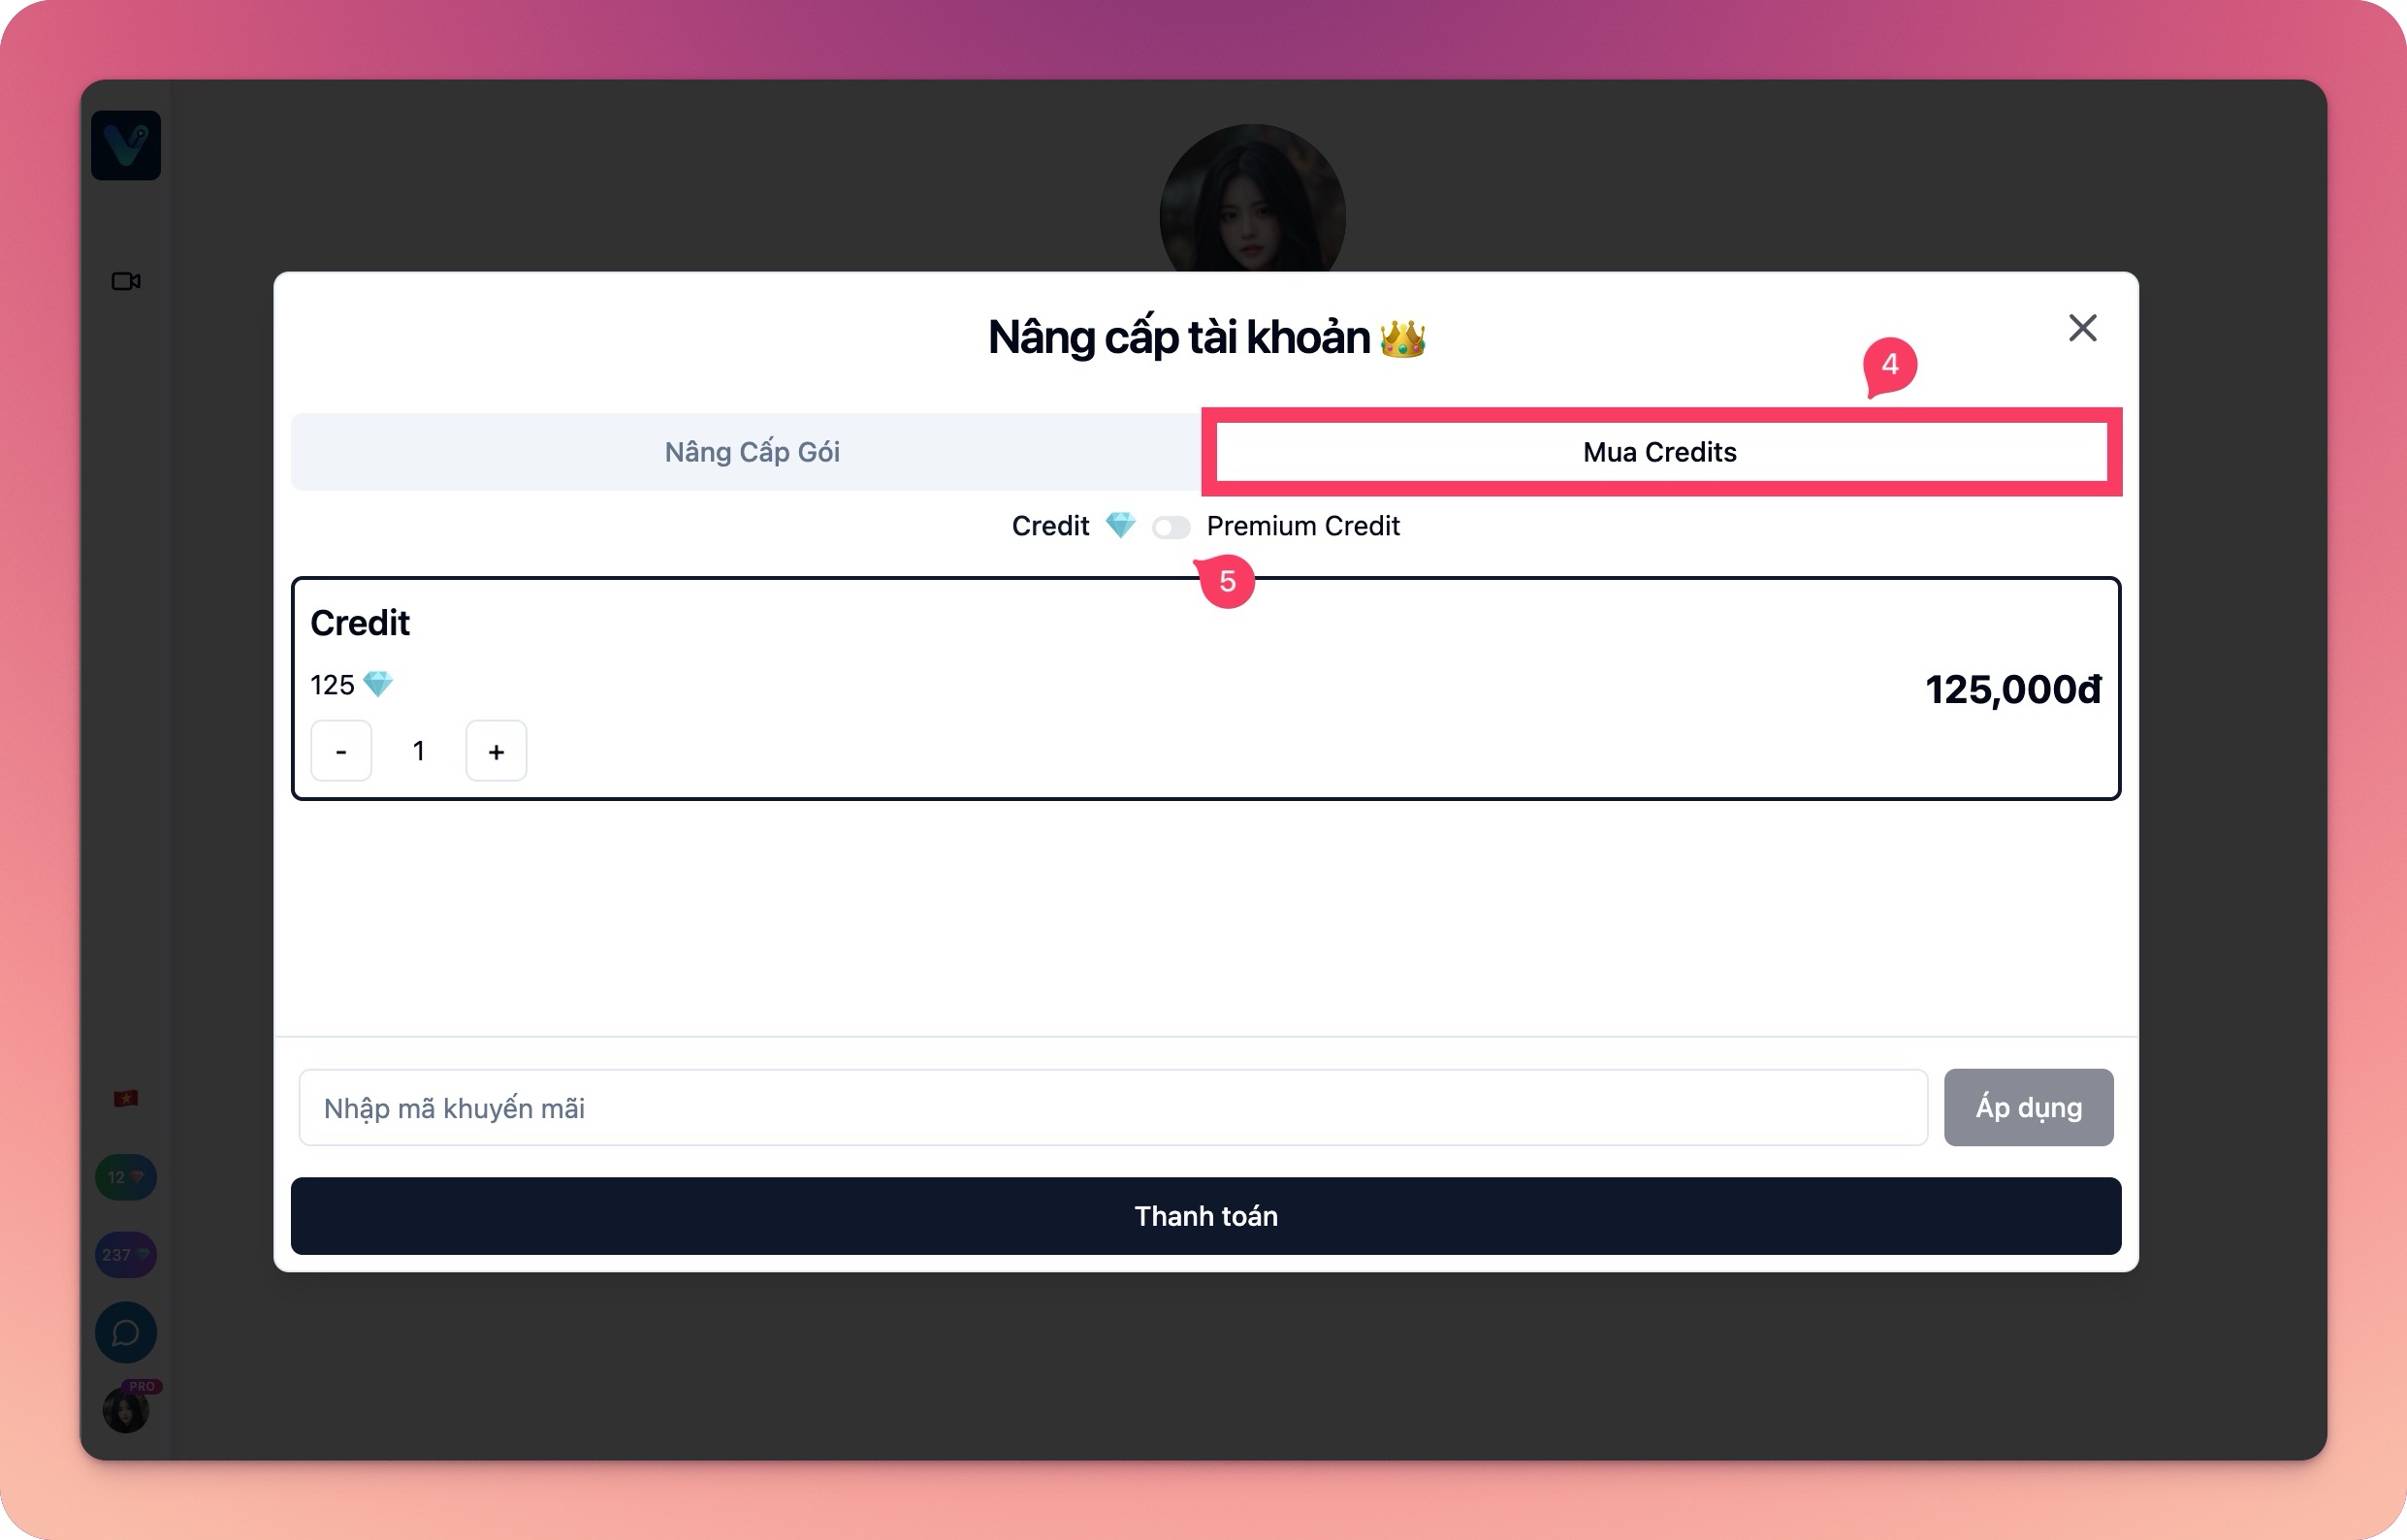 Nâng cấp tài khoản 👑
4
Nâng Cấp Gói
Mua Credits
Credit 💎 Premium Credit
5
Credit
125 💎
125,000đ
- 1 +
Nhập mã khuyến mãi
Áp dụng
Thanh toán
12
237
PRO